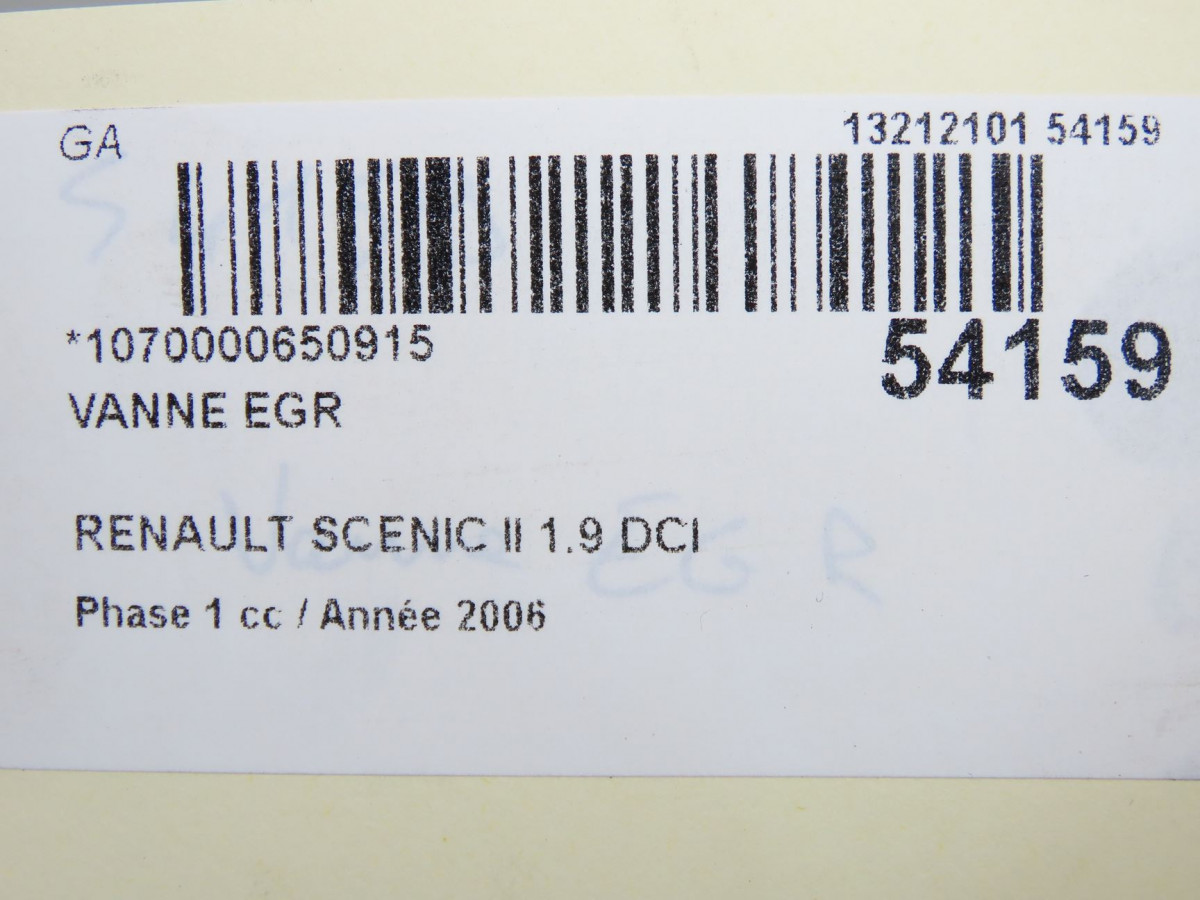 GA
13212101 54159
*1070000650915
54159
VANNE EGR
RENAULT SCENIC II 1.9 DCI
Phase 1 cc / Année 2006